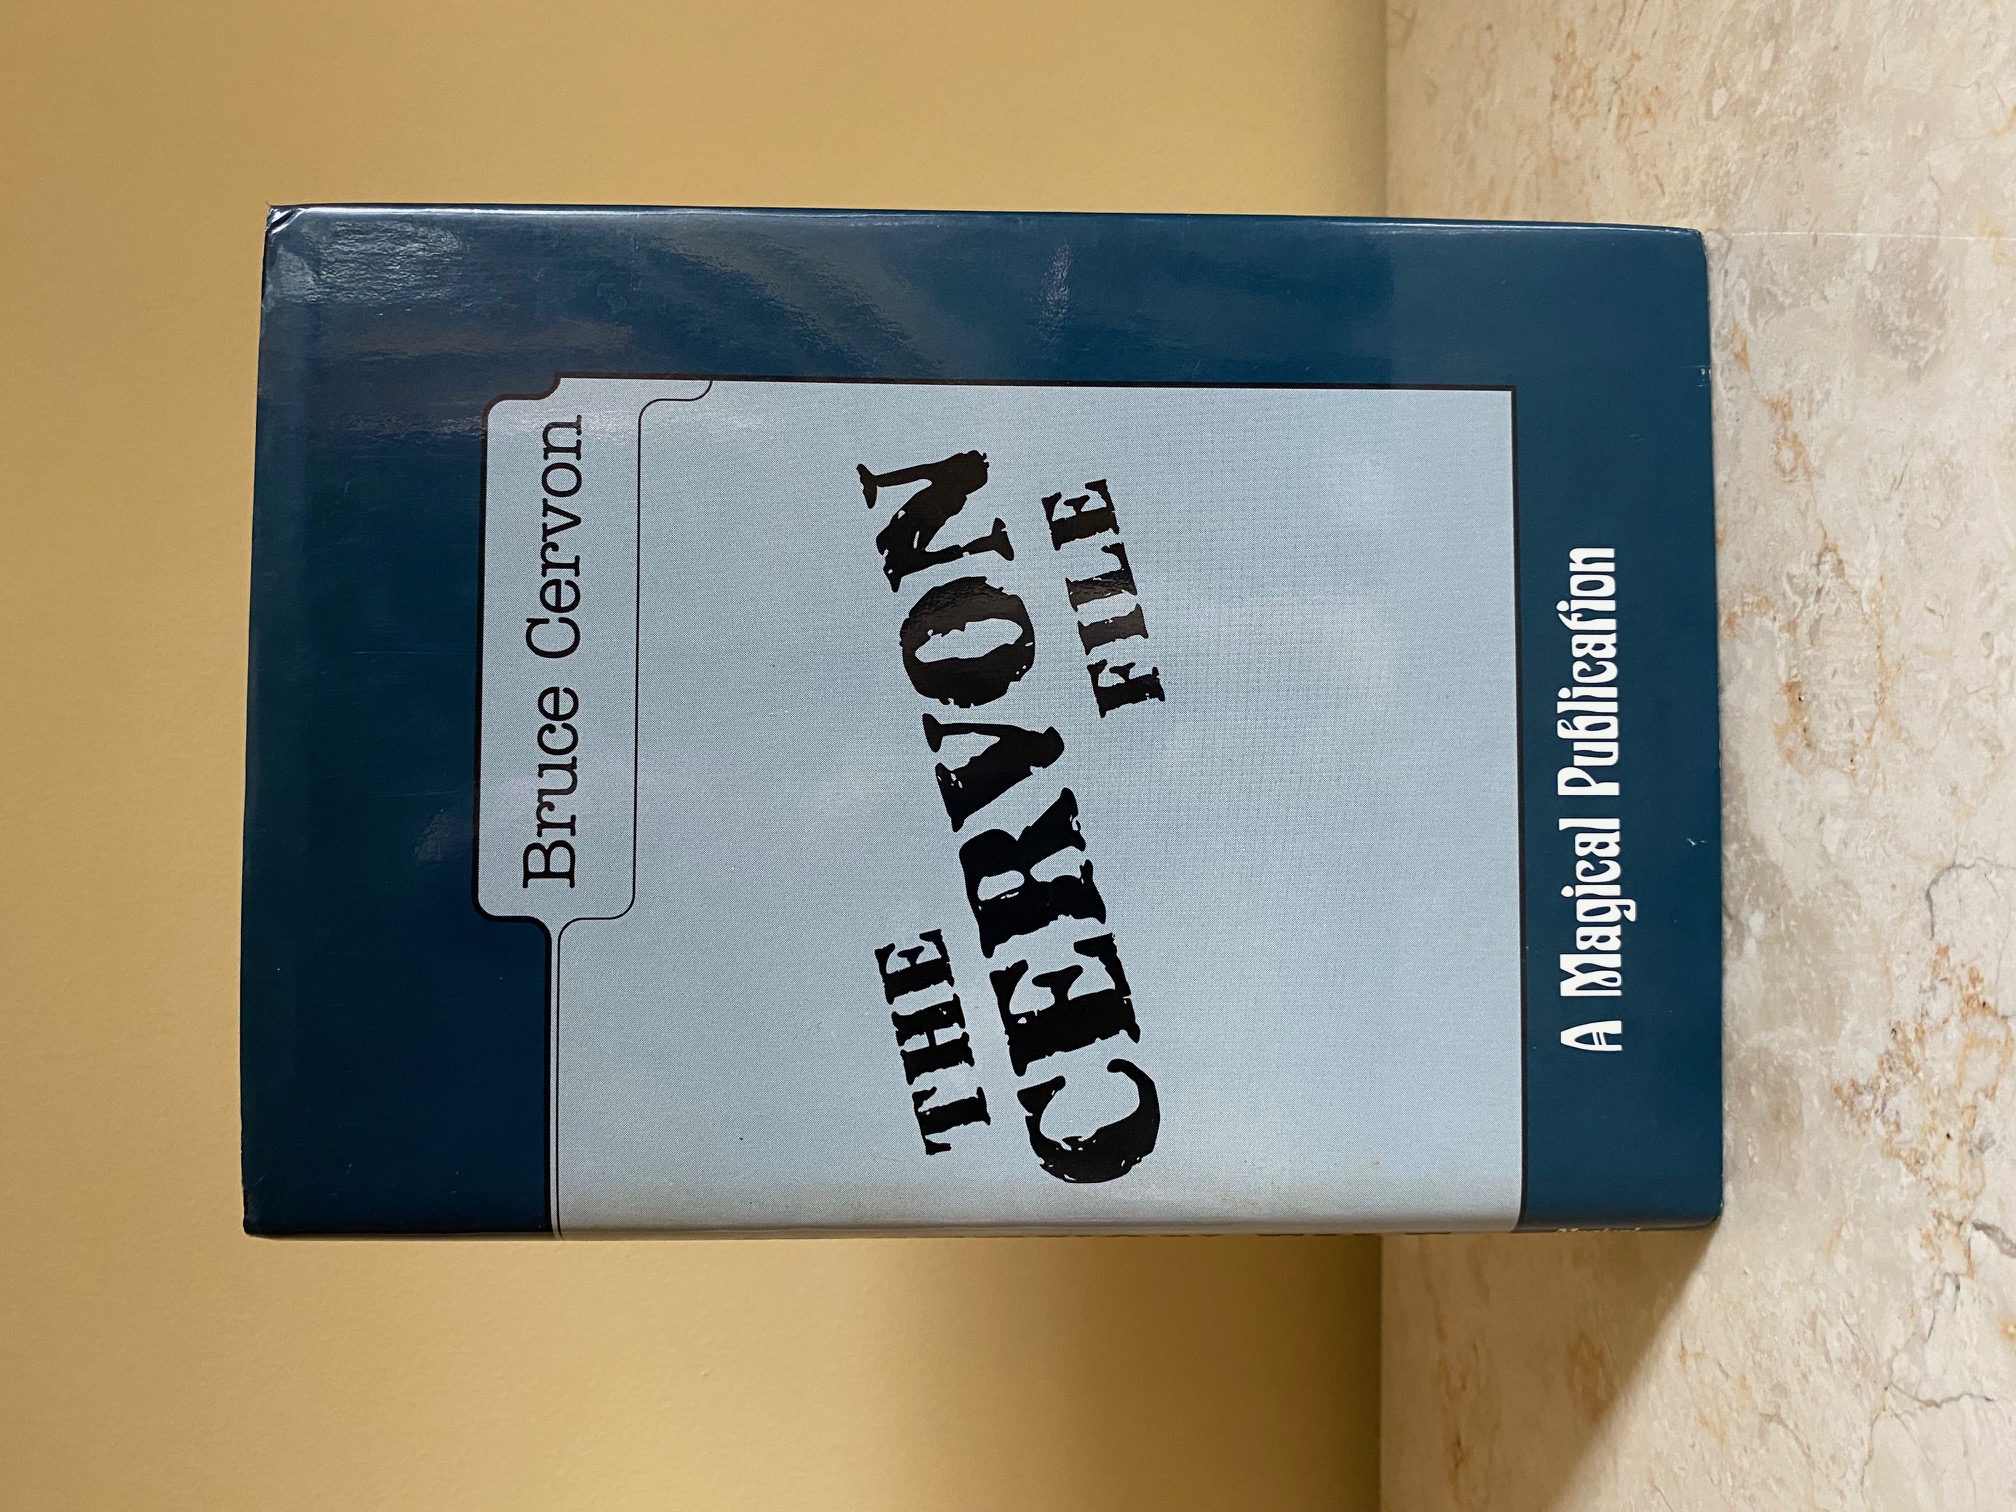 Bruce Cervon
THE
CERVON
FILE
A Magical Publication